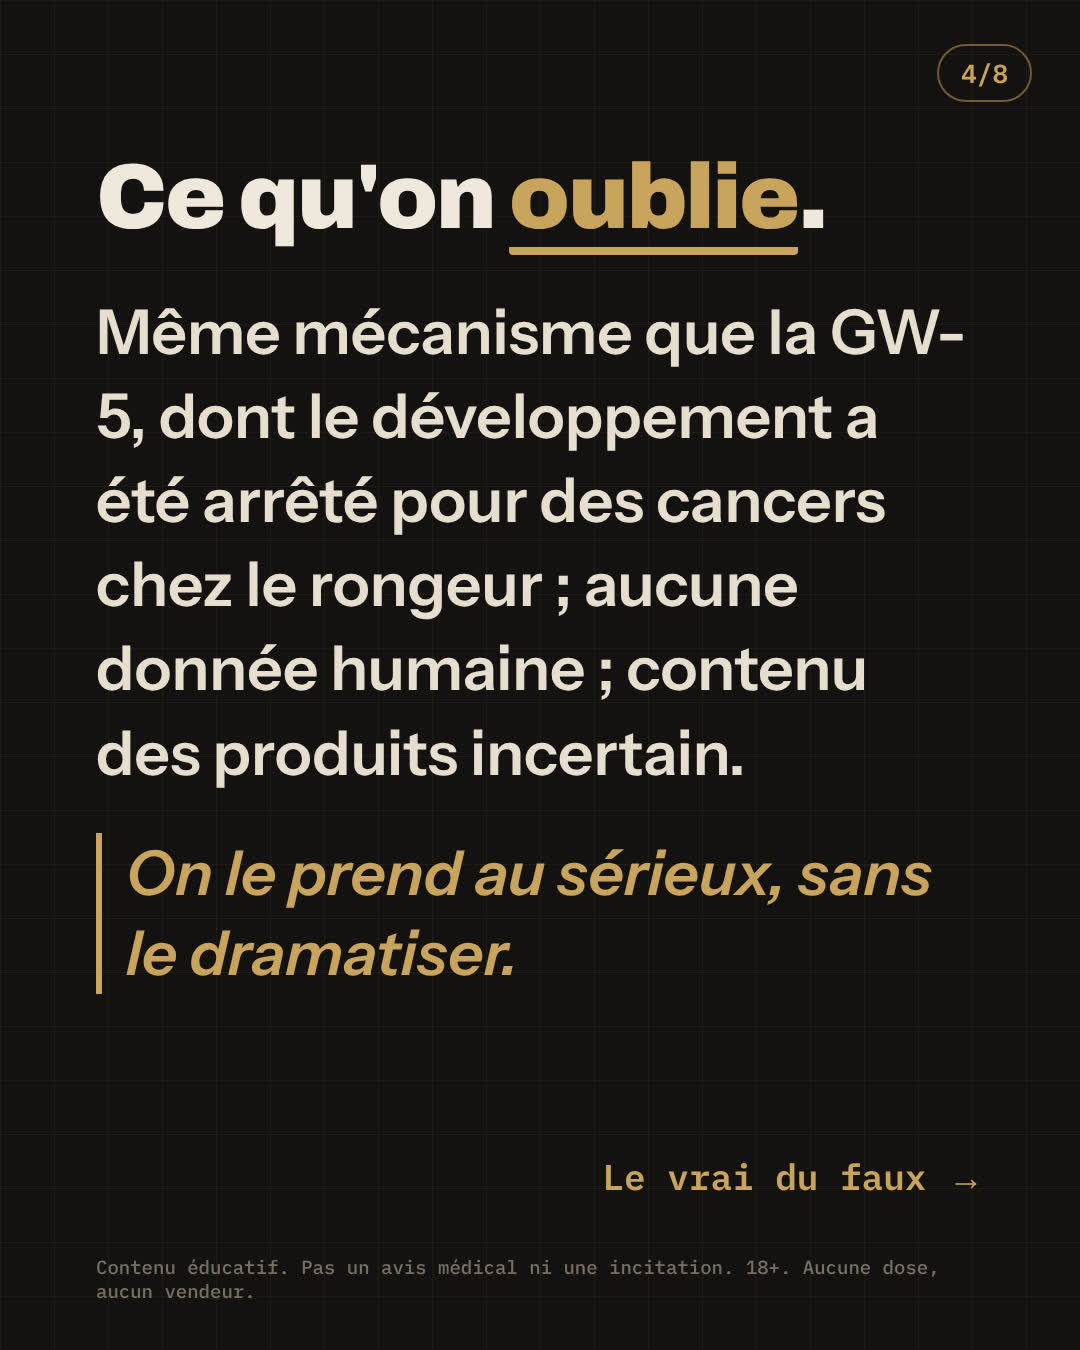 4/8
Ce qu'on oublie.
Même mécanisme que la GW-
5, dont le développement a
été arrêté pour des cancers
chez le rongeur ; aucune
donnée humaine ; contenu
des produits incertain.
On le prend au sérieux, sans
le dramatiser.
Le vrai du faux →
Contenu éducatif. Pas un avis médical ni une incitation. 18+. Aucune dose,
aucun vendeur.